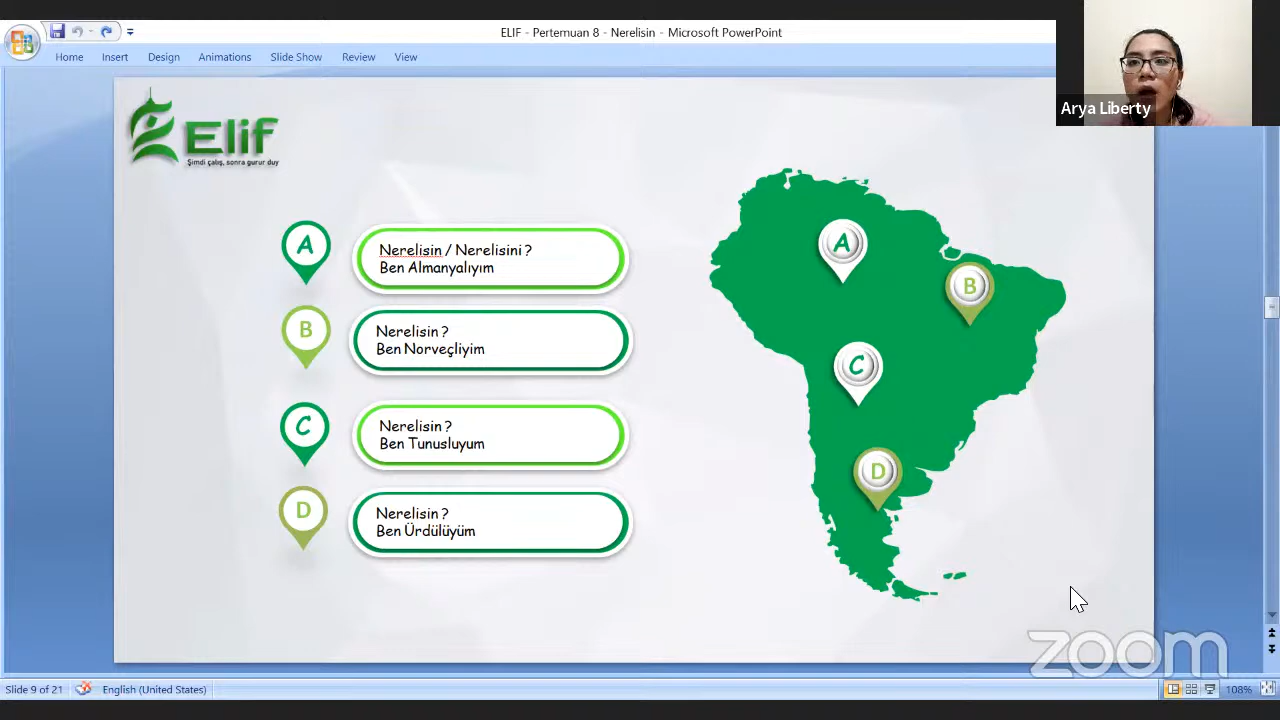 ELIF - Pertemuan 8 - Nerelisin - Microsoft PowerPoint
Home Insert Design Animations Slide Show Review View
Arya Liberty
Elif
Şimdi çalış, sonra gurur duy
A
Nerelisin / Nerelisini ?
Ben Almanyalıyım
B
Nerelisin ?
Ben Norveçliyim
C
Nerelisin ?
Ben Tunusluyum
D
Nerelisin ?
Ben Ürdülüyüm
A
B
C
D
zoom
Slide 9 of 21 English (United States) 108%